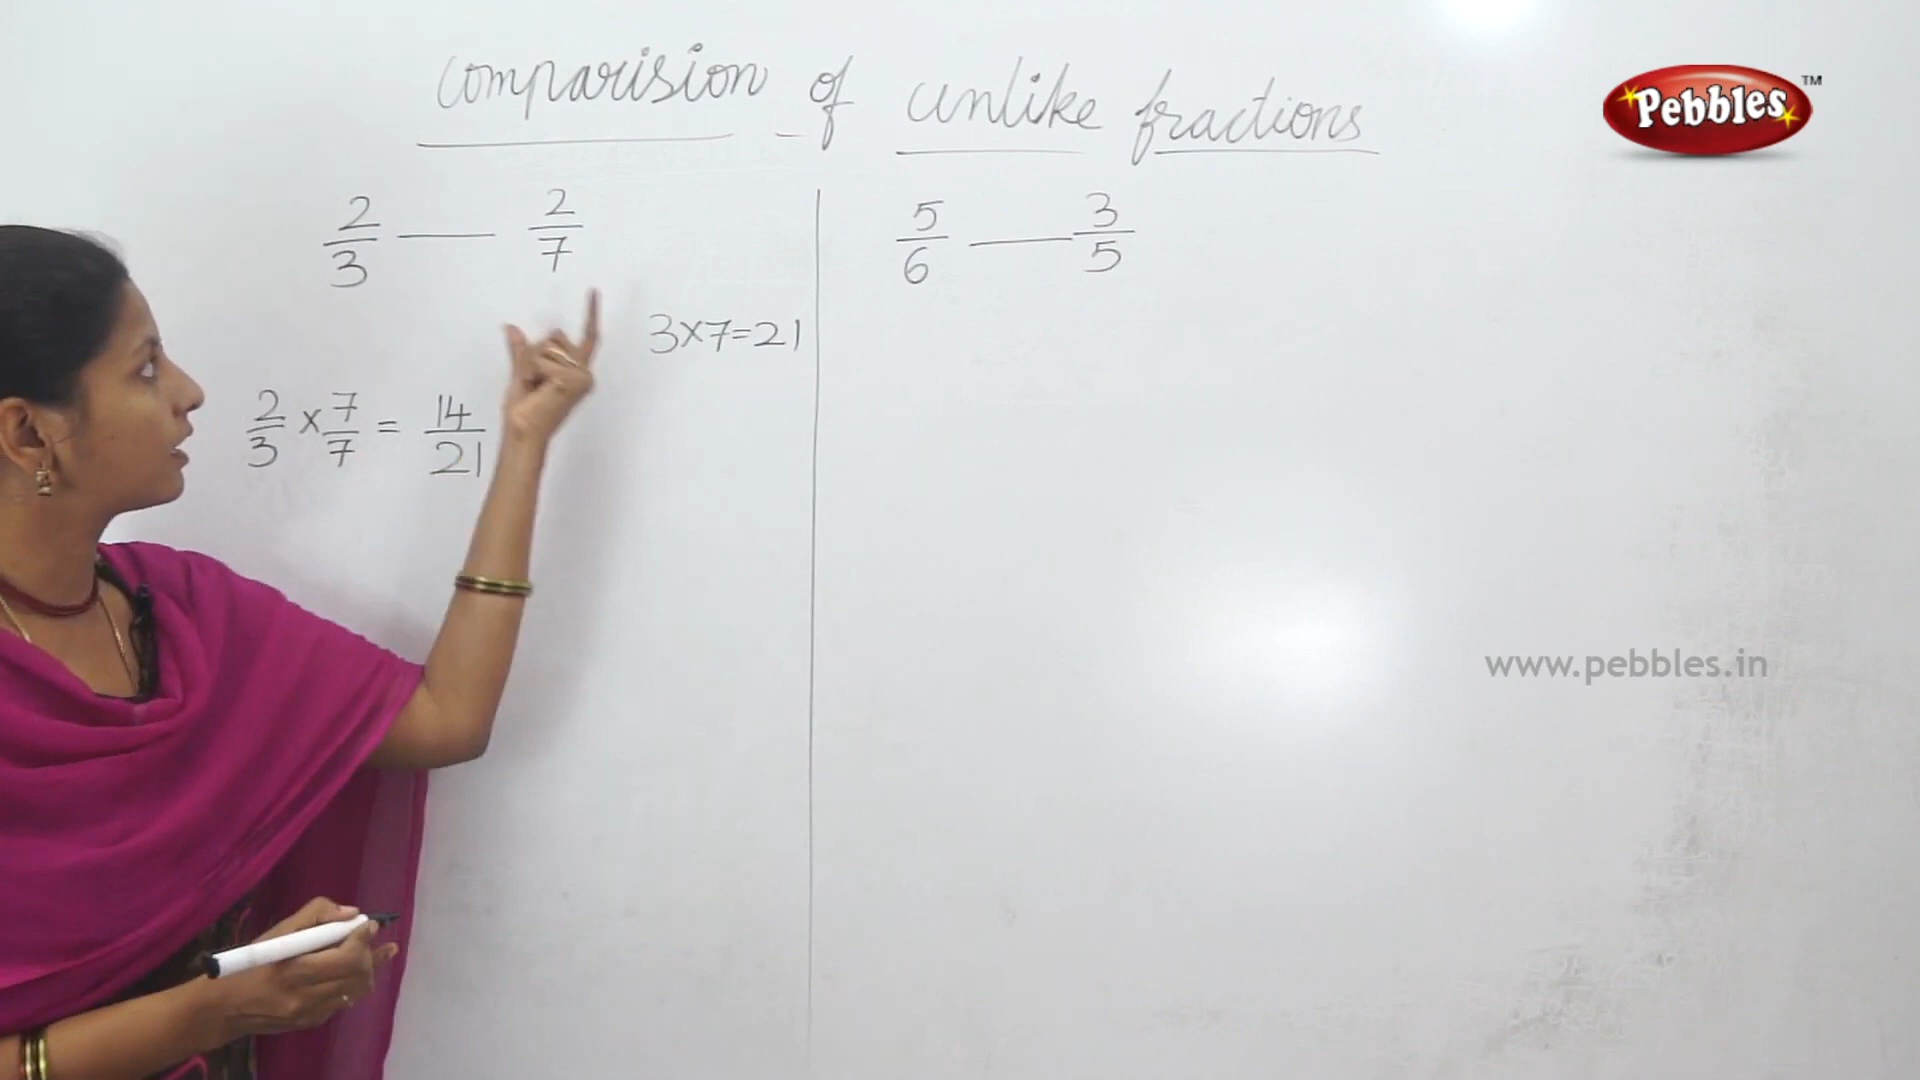 comparision of unlike fractions
Pebbles™
2/3 — 2/7
5/6 — 3/5
3×7=21
2/3 × 7/7 = 14/21
www.pebbles.in